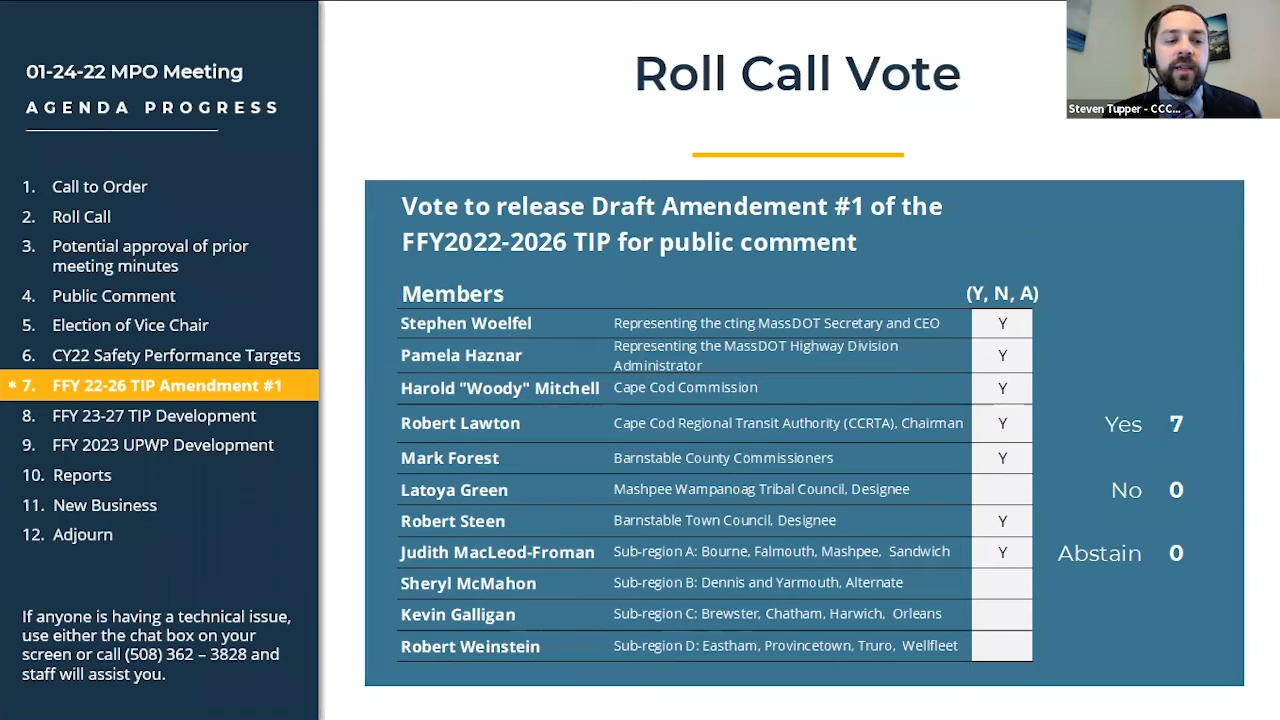 01-24-22 MPO Meeting
AGENDA PROGRESS
1. Call to Order
2. Roll Call
3. Potential approval of prior
meeting minutes
4. Public Comment
5. Election of Vice Chair
6. CY22 Safety Performance Targets
* 7. FFY 22-26 TIP Amendment #1
8. FFY 23-27 TIP Development
9. FFY 2023 UPWP Development
10. Reports
11. New Business
12. Adjourn
If anyone is having a technical issue,
use either the chat box on your
screen or call (508) 362 – 3828 and
staff will assist you.
Roll Call Vote
Steven Tupper - CCC...
Vote to release Draft Amendement #1 of the
FFY2022-2026 TIP for public comment
Members (Y, N, A)
Stephen Woelfel Representing the cting MassDOT Secretary and CEO Y
Pamela Haznar Representing the MassDOT Highway Division
Administrator Y
Harold "Woody" Mitchell Cape Cod Commission Y
Robert Lawton Cape Cod Regional Transit Authority (CCRTA), Chairman Y
Mark Forest Barnstable County Commissioners Y
Latoya Green Mashpee Wampanoag Tribal Council, Designee
Robert Steen Barnstable Town Council, Designee Y
Judith MacLeod-Froman Sub-region A: Bourne, Falmouth, Mashpee, Sandwich Y
Sheryl McMahon Sub-region B: Dennis and Yarmouth, Alternate
Kevin Galligan Sub-region C: Brewster, Chatham, Harwich, Orleans
Robert Weinstein Sub-region D: Eastham, Provincetown, Truro, Wellfleet
Yes 7
No 0
Abstain 0